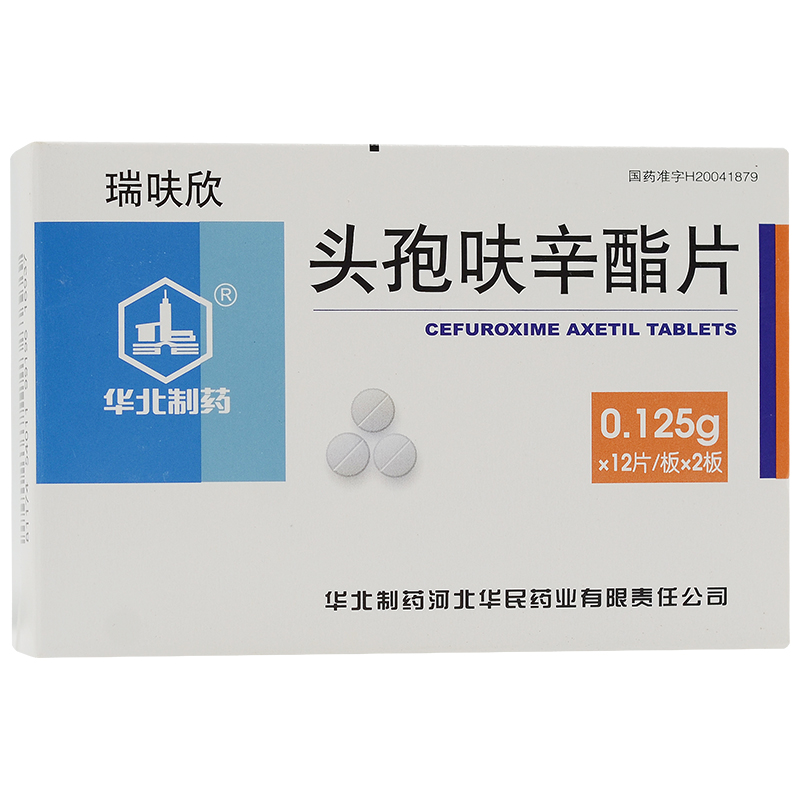 瑞呋欣
国药准字H20041879
头孢呋辛酯片
CEFUROXIME AXETIL TABLETS
®
华北制药
0.125g
×12片/板×2板
华北制药河北华民药业有限责任公司